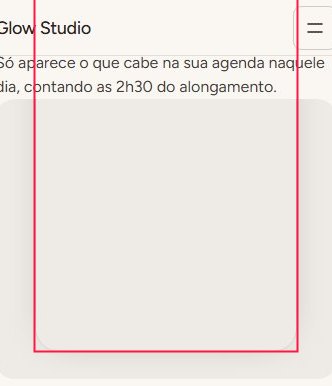 Glow Studio
Só aparece o que cabe na sua agenda naquele
dia, contando as 2h30 do alongamento.